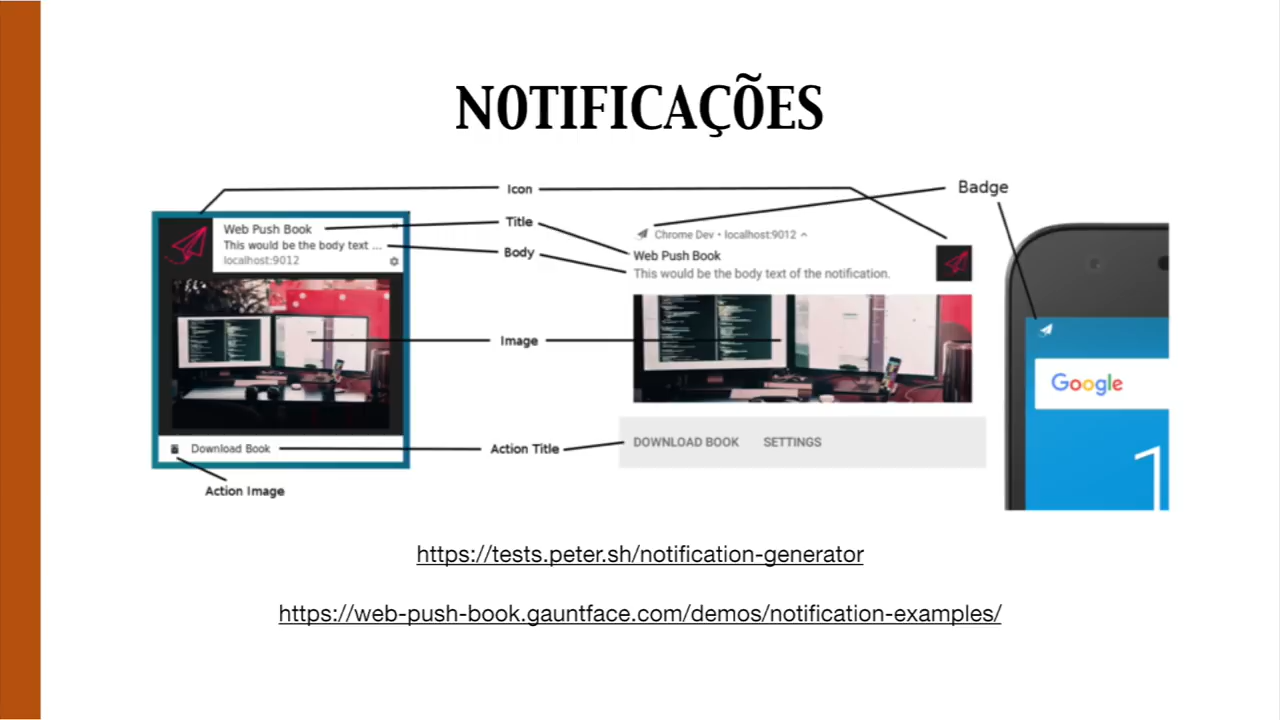 NOTIFICAÇÕES
Icon
Badge
Title
Body
Web Push Book
This would be the body text ...
localhost:9012
Chrome Dev • localhost:9012
Web Push Book
This would be the body text of the notification.
Image
Google
1
Download Book
Action Title
DOWNLOAD BOOK SETTINGS
Action Image
https://tests.peter.sh/notification-generator
https://web-push-book.gauntface.com/demos/notification-examples/